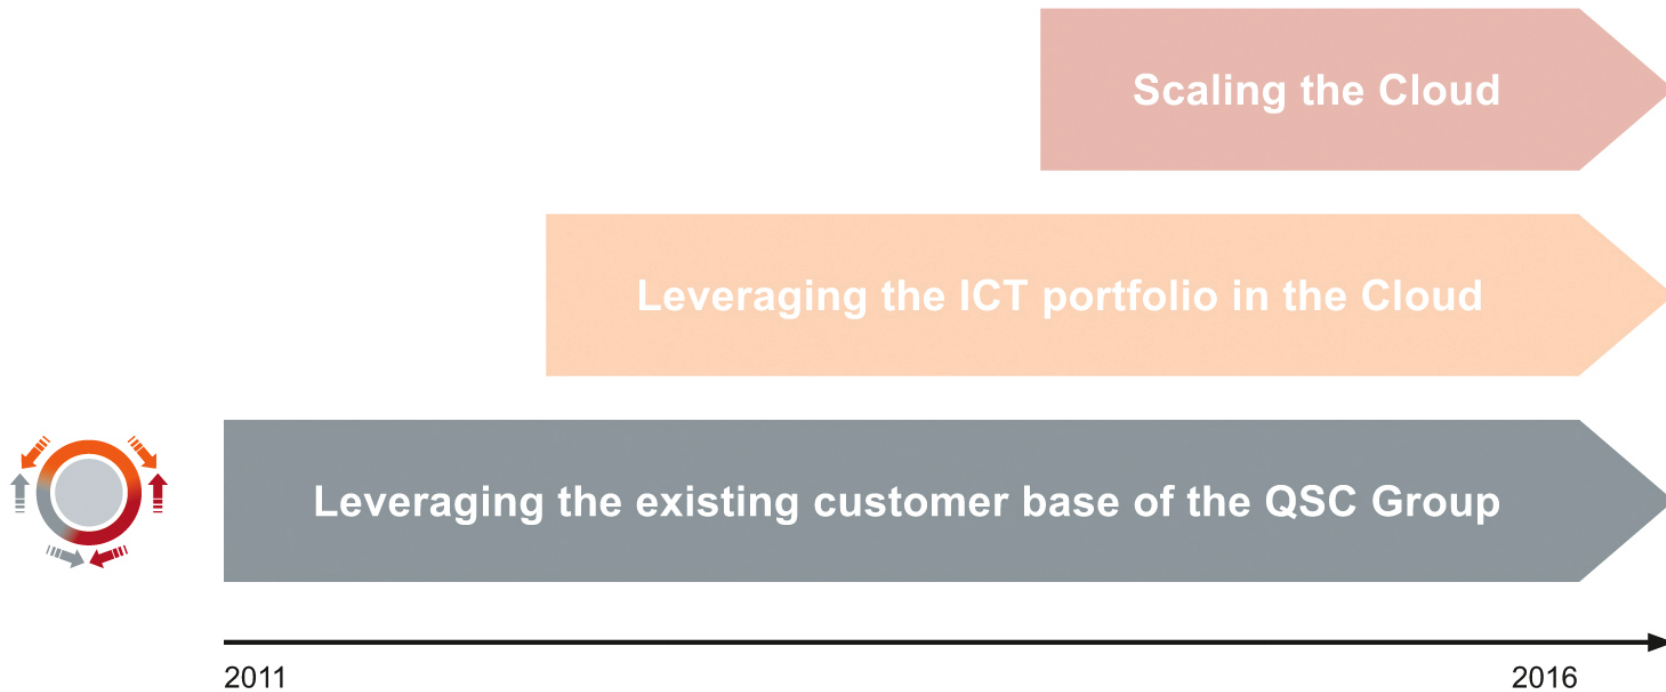 Scaling the Cloud
Leveraging the ICT portfolio in the Cloud
Leveraging the existing customer base of the QSC Group
2011
2016